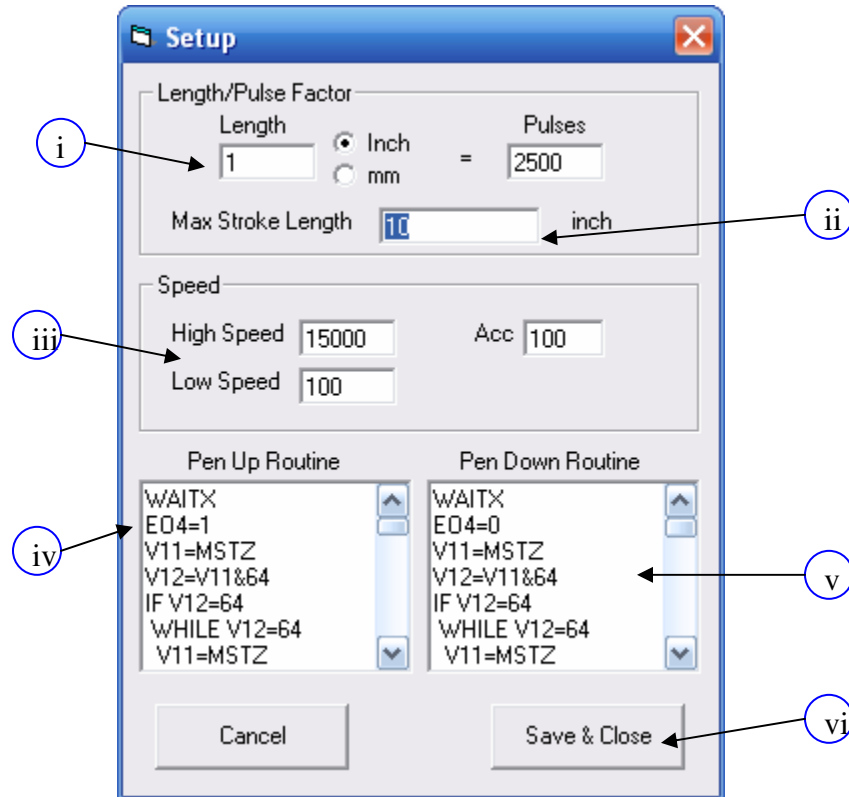 Setup
Length/Pulse Factor
Length
Pulses
i
1
Inch
mm
=
2500
Max Stroke Length
10
inch
ii
Speed
iii
High Speed
15000
Acc
100
Low Speed
100
Pen Up Routine
Pen Down Routine
iv
WAITX
EO4=1
V11=MSTZ
V12=V11&64
IF V12=64
WHILE V12=64
V11=MSTZ
WAITX
EO4=0
V11=MSTZ
V12=V11&64
IF V12=64
WHILE V12=64
V11=MSTZ
v
Cancel
Save & Close
vi